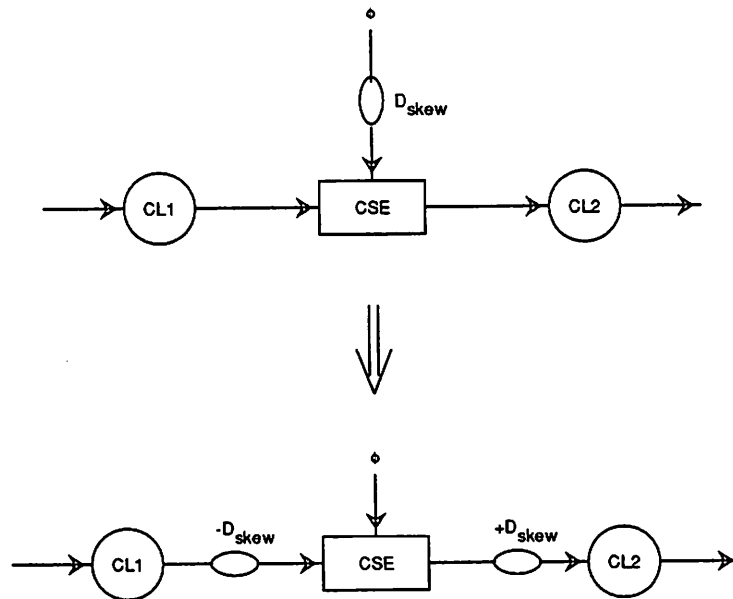 ϕ
D_skew
CL1
CSE
CL2
ϕ
-D_skew
+D_skew
CL1
CSE
CL2